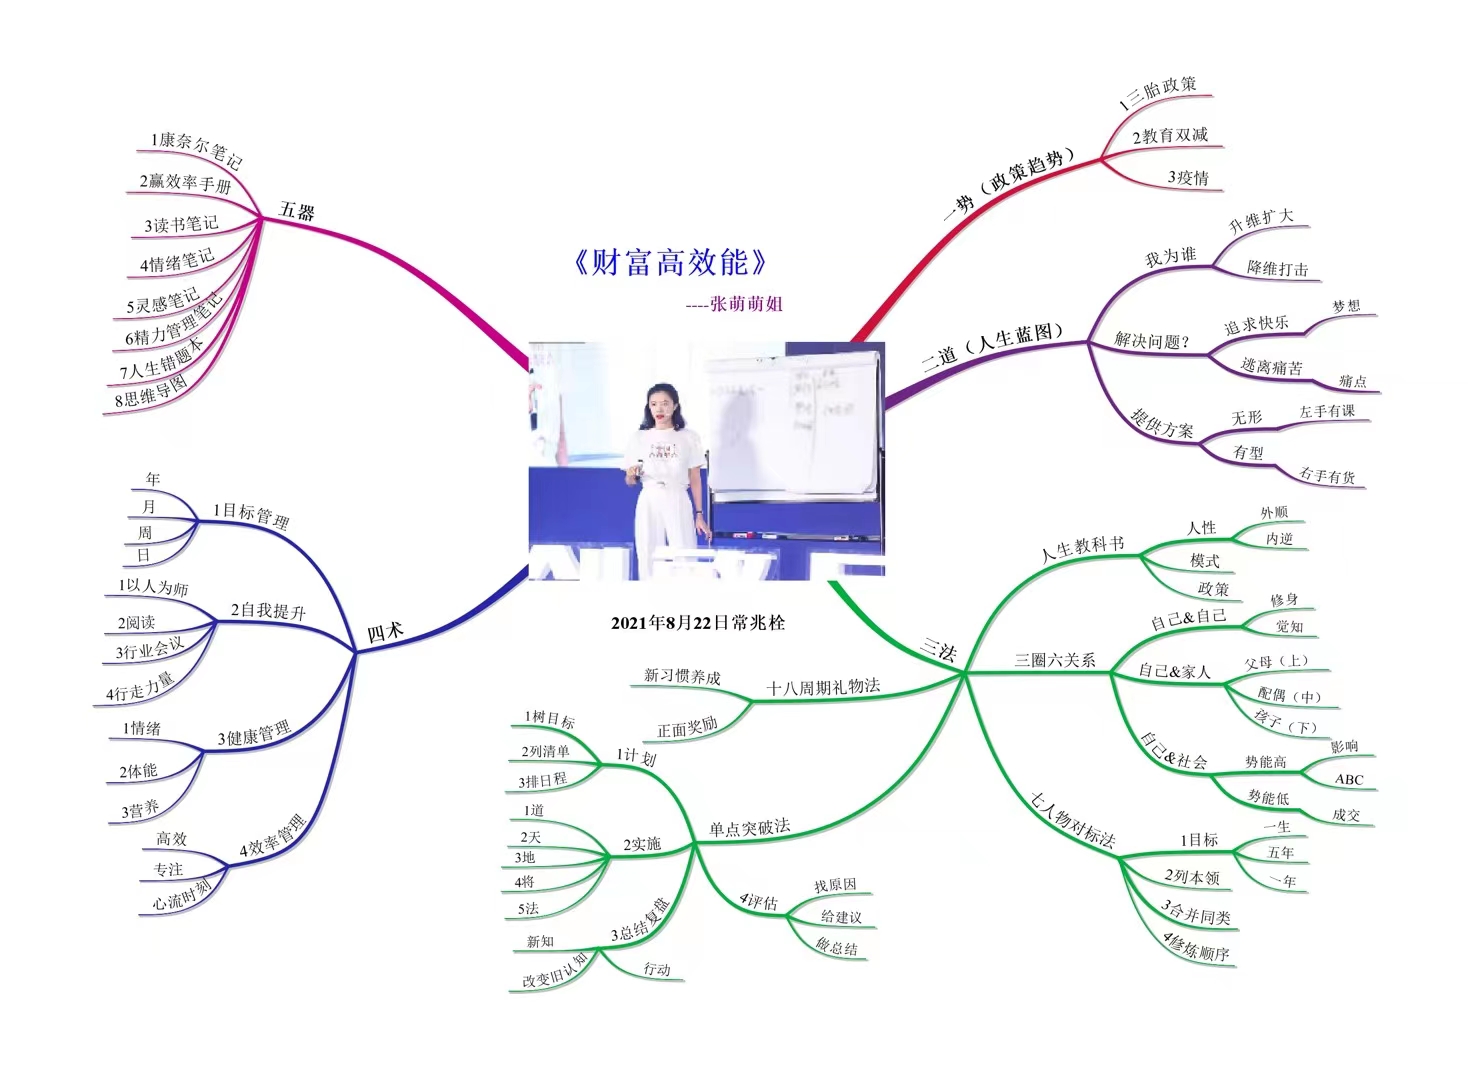 《财富高效能》
----张萌萌姐
2021年8月22日常兆栓
一势（政策趋势）
1三胎政策
2教育双减
3疫情
二道（人生蓝图）
我为谁
升维扩大
降维打击
解决问题？
追求快乐
梦想
逃离痛苦
痛点
提供方案
无形
左手有课
有型
右手有货
三法
人生教科书
人性
外顺
内逆
模式
政策
三圈六关系
自己&自己
修身
觉知
自己&家人
父母（上）
配偶（中）
孩子（下）
自己&社会
势能高
影响
ABC
势能低
成交
七人物对标法
1目标
一生
五年
一年
2列本领
3合并同类
4修炼顺序
单点突破法
1计划
1树目标
2列清单
3排日程
2实施
1道
2天
3地
4将
5法
3总结复盘
新知
改变旧认知
行动
4评估
找原因
给建议
做总结
十八周期礼物法
新习惯养成
正面奖励
四术
1目标管理
年
月
周
日
2自我提升
1以人为师
2阅读
3行业会议
4行走力量
3健康管理
1情绪
2体能
3营养
4效率管理
高效
专注
心流时刻
五器
1康奈尔笔记
2赢效率手册
3读书笔记
4情绪笔记
5灵感笔记
6精力管理笔记
7人生错题本
8思维导图